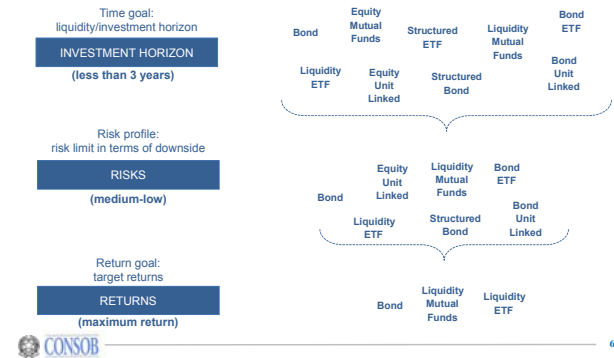 Time goal:
liquidity/investment horizon
INVESTMENT HORIZON
(less than 3 years)
Bond
Equity
Mutual
Funds
Structured
ETF
Liquidity
Mutual
Funds
Bond
ETF
Liquidity
ETF
Equity
Unit
Linked
Structured
Bond
Bond
Unit
Linked
Risk profile:
risk limit in terms of downside
RISKS
(medium-low)
Bond
Equity
Unit
Linked
Liquidity
Mutual
Funds
Bond
ETF
Liquidity
ETF
Structured
Bond
Bond
Unit
Linked
Return goal:
target returns
RETURNS
(maximum return)
Bond
Liquidity
Mutual
Funds
Liquidity
ETF
CONSOB
6